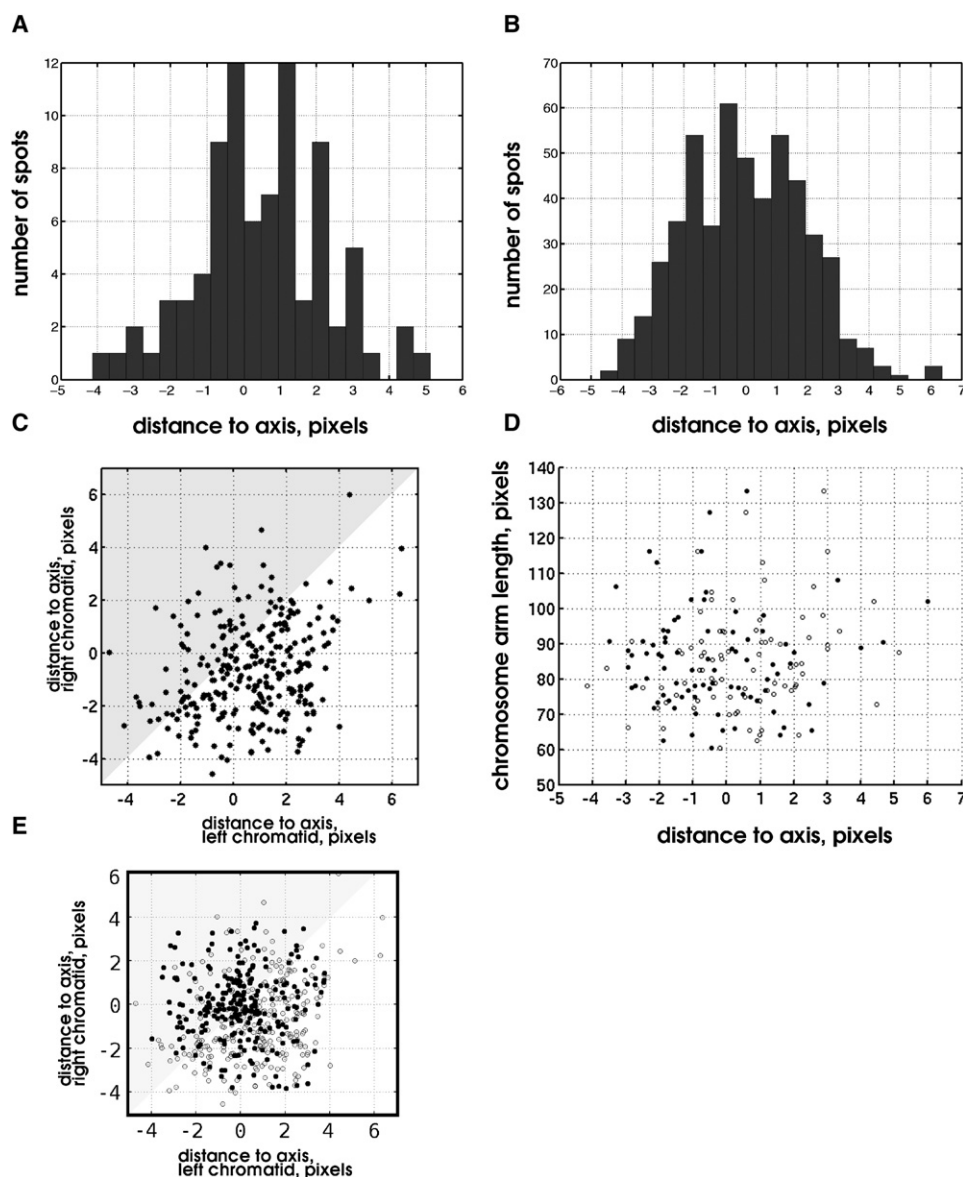 A
B
12
10
8
6
4
2
0
-5 -4 -3 -2 -1 0 1 2 3 4 5 6
number of spots
distance to axis, pixels
70
60
50
40
30
20
10
0
-6 -5 -4 -3 -2 -1 0 1 2 3 4 5 6 7
number of spots
distance to axis, pixels
C
D
6
4
2
0
-2
-4
-4 -2 0 2 4 6
distance to axis,
right chromatid, pixels
distance to axis,
left chromatid, pixels
140
130
120
110
100
90
80
70
60
50
-5 -4 -3 -2 -1 0 1 2 3 4 5 6 7
chromosome arm length, pixels
distance to axis, pixels
E
6
4
2
0
-2
-4
-4 -2 0 2 4 6
distance to axis,
right chromatid, pixels
distance to axis,
left chromatid, pixels